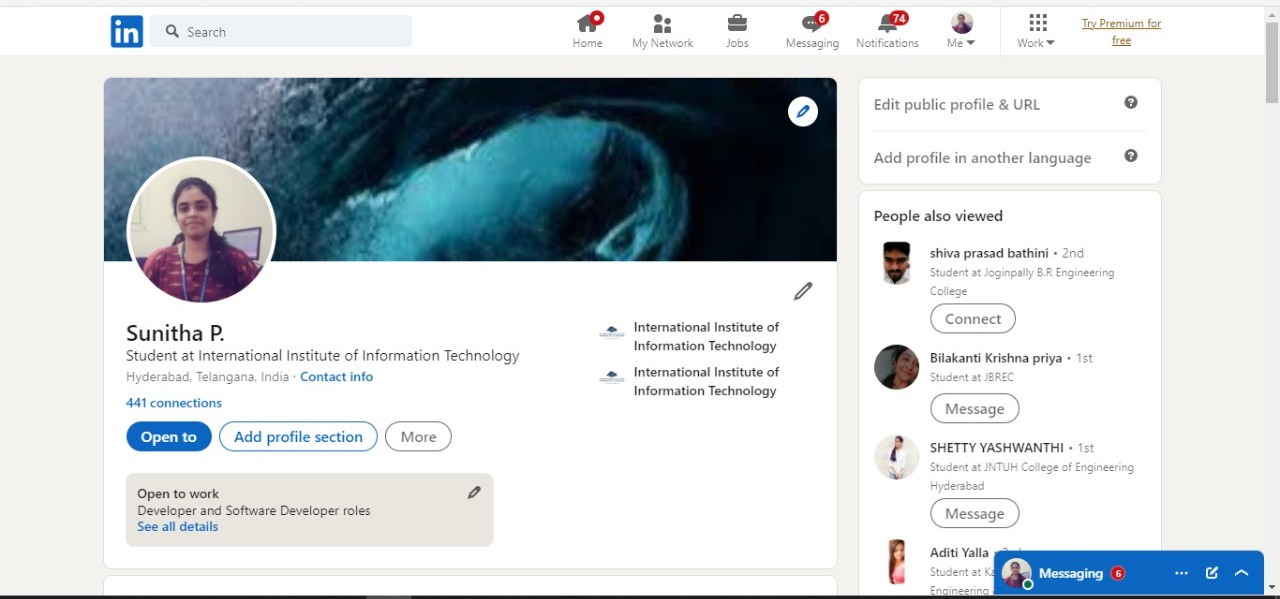 in
Search
Home
My Network
Jobs
6
Messaging
74
Notifications
Me
Work
Try Premium for
free
Sunitha P.
Student at International Institute of Information Technology
Hyderabad, Telangana, India · Contact info
441 connections
Open to
Add profile section
More
International Institute of
Information Technology
International Institute of
Information Technology
Open to work
Developer and Software Developer roles
See all details
Edit public profile & URL
Add profile in another language
People also viewed
shiva prasad bathini • 2nd
Student at Joginpally B.R Engineering
College
Connect
Bilakanti Krishna priya • 1st
Student at JBREC
Message
SHETTY YASHWANTHI • 1st
Student at JNTUH College of Engineering
Hyderabad
Message
Aditi Yalla
Student at
Engineering
Messaging 6